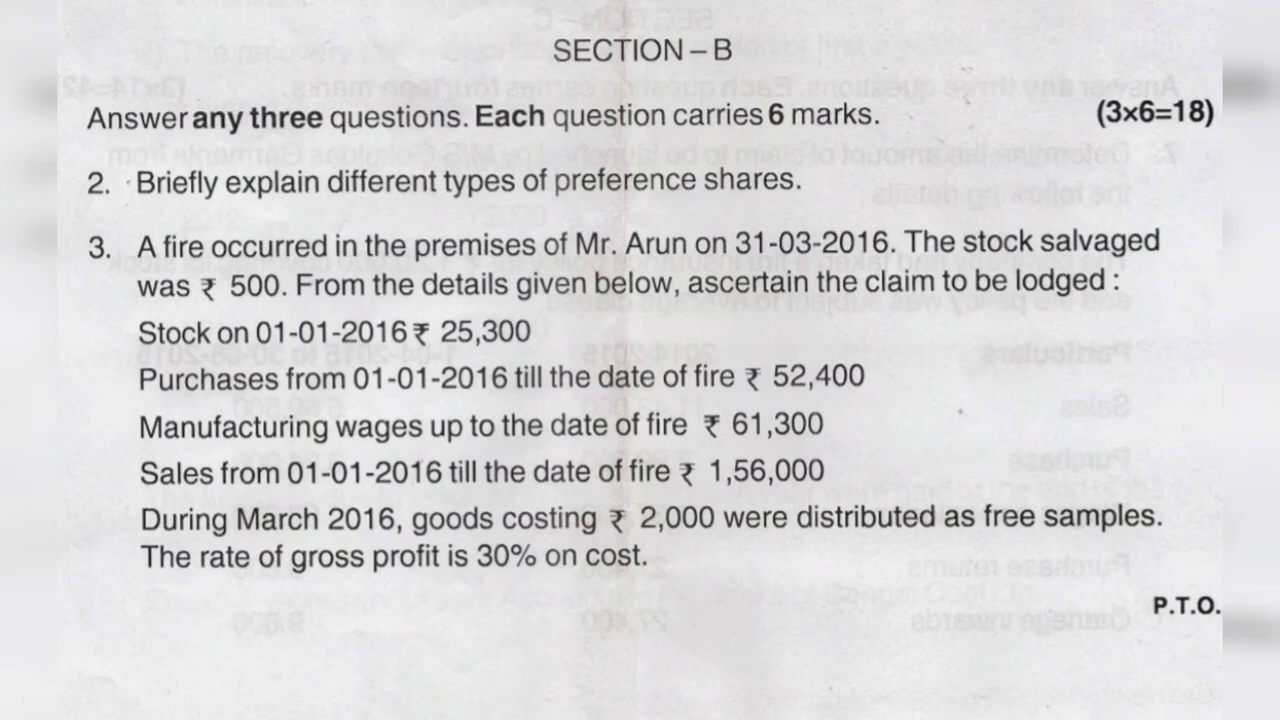 SECTION – B
Answer any three questions. Each question carries 6 marks. (3×6=18)
2. Briefly explain different types of preference shares.
3. A fire occurred in the premises of Mr. Arun on 31-03-2016. The stock salvaged
was ₹ 500. From the details given below, ascertain the claim to be lodged :
Stock on 01-01-2016 ₹ 25,300
Purchases from 01-01-2016 till the date of fire ₹ 52,400
Manufacturing wages up to the date of fire ₹ 61,300
Sales from 01-01-2016 till the date of fire ₹ 1,56,000
During March 2016, goods costing ₹ 2,000 were distributed as free samples.
The rate of gross profit is 30% on cost.
P.T.O.